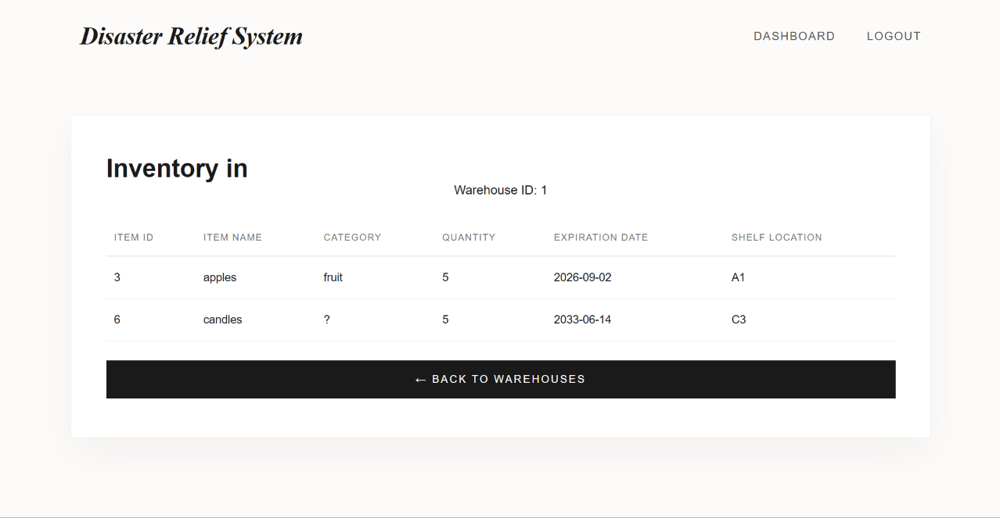 Disaster Relief System DASHBOARD LOGOUT
Inventory in
Warehouse ID: 1
ITEM ID ITEM NAME CATEGORY QUANTITY EXPIRATION DATE SHELF LOCATION
3 apples fruit 5 2026-09-02 A1
6 candles ? 5 2033-06-14 C3
← BACK TO WAREHOUSES